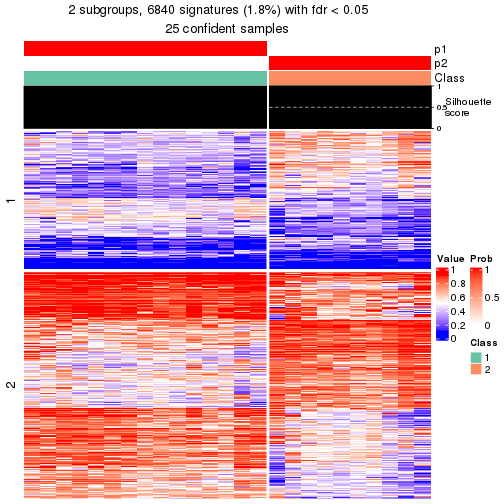 2 subgroups, 6840 signatures (1.8%) with fdr < 0.05
25 confident samples
p1
p2
Class
1
0.5
0
Silhouette
score
1
2
Value
1
0.8
0.6
0.4
0.2
0
Prob
1
0.5
0
Class
1
2